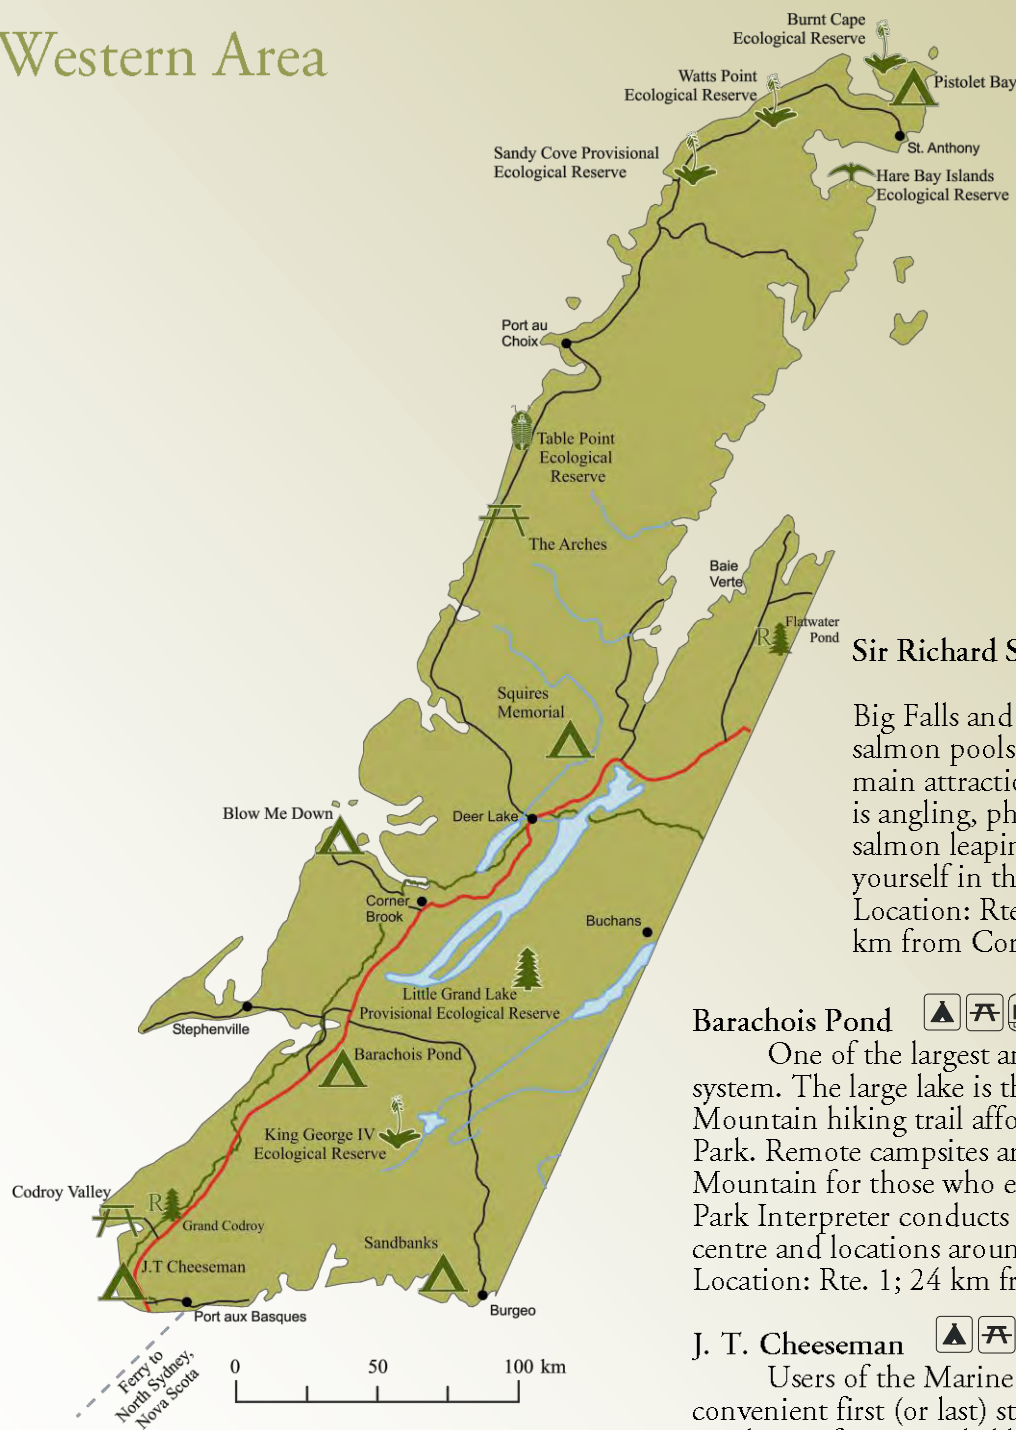 Western Area
Burnt Cape
Ecological Reserve
Watts Point
Ecological Reserve
Pistolet Bay
Sandy Cove Provisional
Ecological Reserve
St. Anthony
Hare Bay Islands
Ecological Reserve
Port au
Choix
Table Point
Ecological
Reserve
The Arches
Baie
Verte
R
Flatwater
Pond
Squires
Memorial
Blow Me Down
Deer Lake
Corner
Brook
Buchans
Little Grand Lake
Provisional Ecological Reserve
Stephenville
Barachois Pond
King George IV
Ecological Reserve
Codroy Valley
R
Grand Codroy
Sandbanks
J.T Cheeseman
Port aux Basques
Burgeo
Ferry to
North Sydney,
Nova Scota
0 50 100 km
Sir Richard S
Big Falls and
salmon pools
main attractio
is angling, ph
salmon leapin
yourself in th
Location: Rte
km from Cor
Barachois Pond
One of the largest an
system. The large lake is th
Mountain hiking trail affo
Park. Remote campsites ar
Mountain for those who e
Park Interpreter conducts
centre and locations aroun
Location: Rte. 1; 24 km fr
J. T. Cheeseman
Users of the Marine
convenient first (or last) st